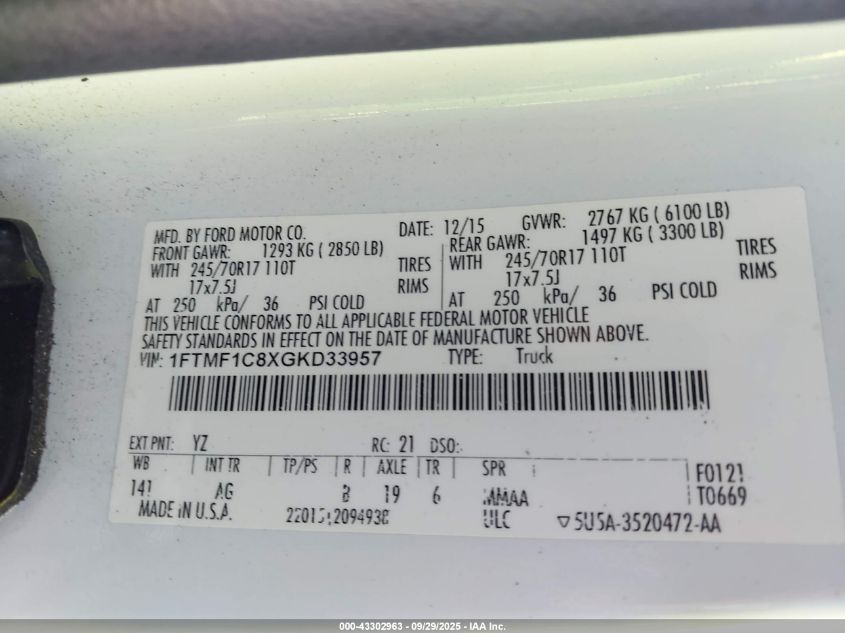 MFD. BY FORD MOTOR CO. DATE: 12/15 GVWR: 2767 KG ( 6100 LB)
FRONT GAWR: 1293 KG ( 2850 LB) REAR GAWR: 1497 KG ( 3300 LB)
WITH 245/70R17 110T TIRES WITH 245/70R17 110T TIRES
17x7.5J RIMS 17x7.5J RIMS
AT 250 kPa/ 36 PSI COLD AT 250 kPa/ 36 PSI COLD
THIS VEHICLE CONFORMS TO ALL APPLICABLE FEDERAL MOTOR VEHICLE
SAFETY STANDARDS IN EFFECT ON THE DATE OF MANUFACTURE SHOWN ABOVE.
VIN: 1FTMF1C8XGKD33957 TYPE: Truck
EXT PNT: YZ RC: 21 DSO:
WB INT TR TP/PS R AXLE TR SPR F0121
141 AG 19 6 MMAA T0669
MADE IN U.S.A. ULC 5U5A-3520472-AA
000-43302963 - 09/29/2025 - IAA Inc.